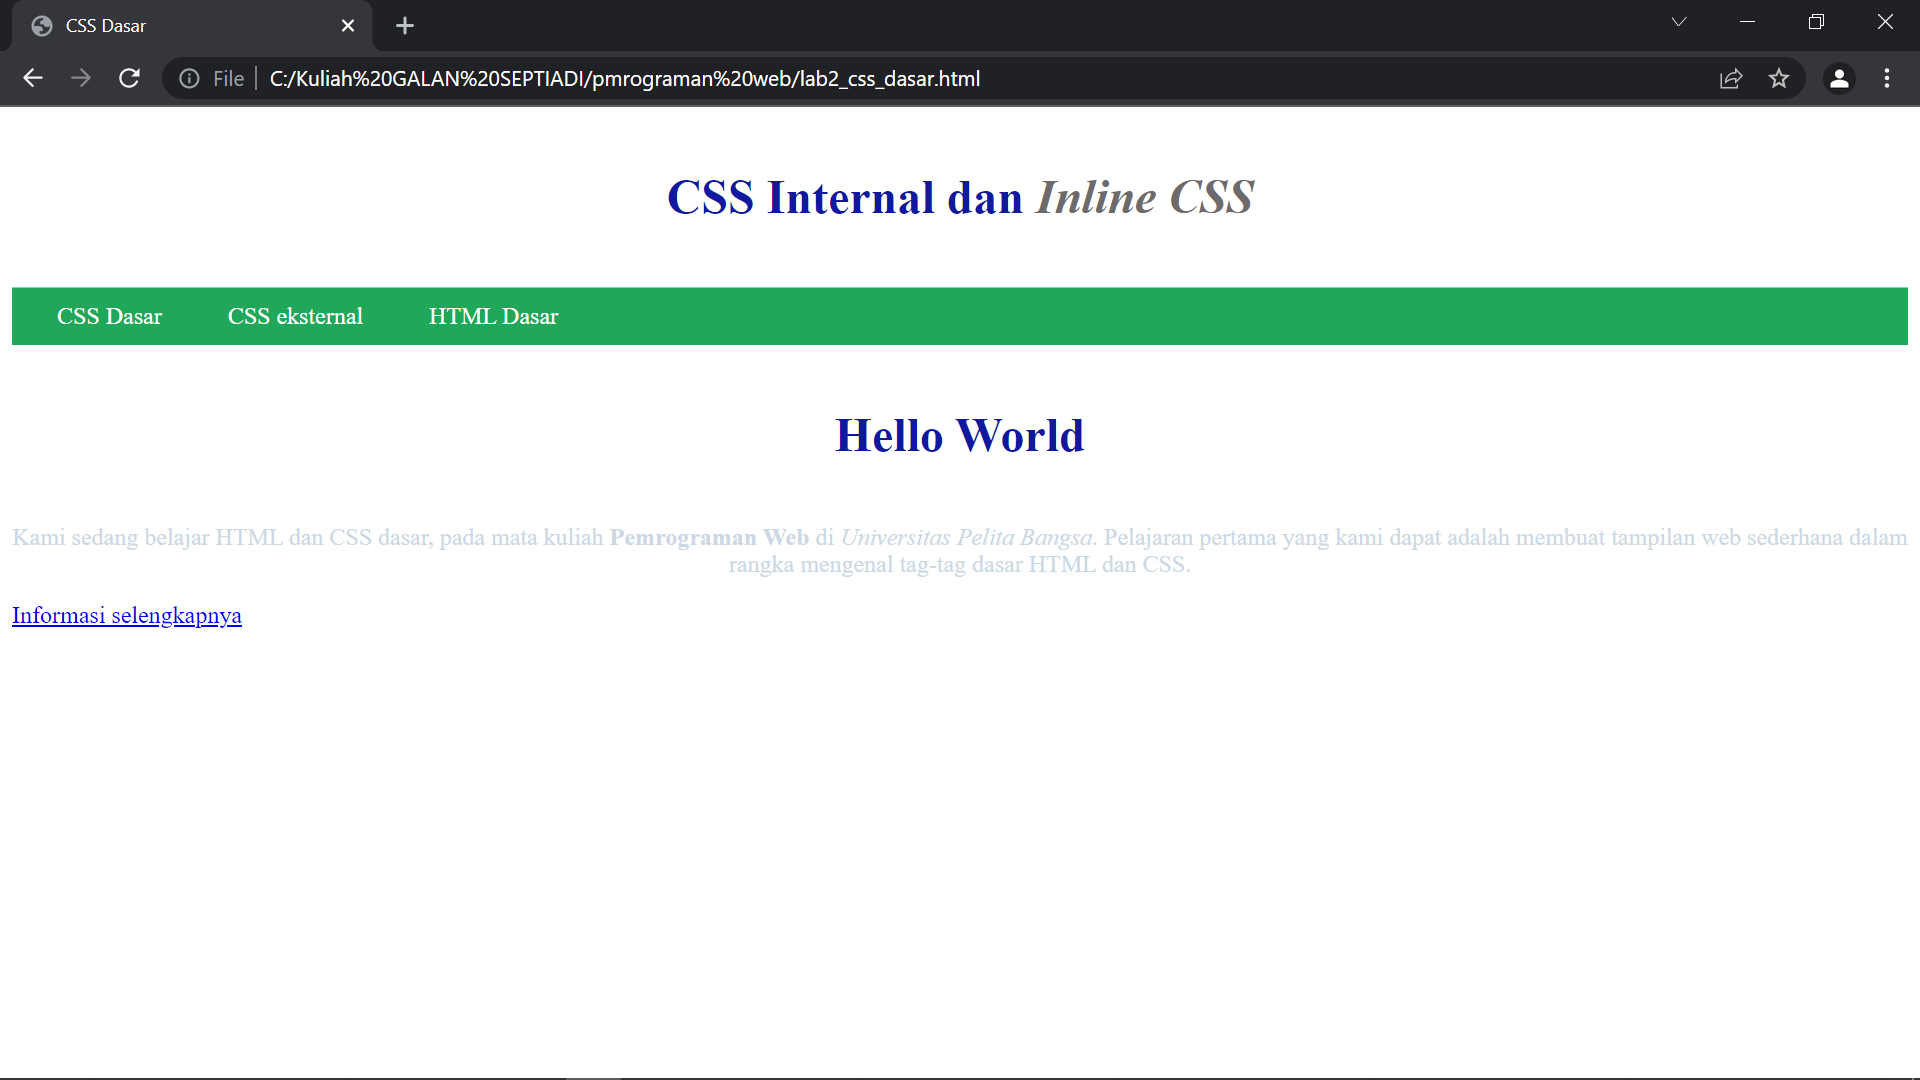 CSS Dasar
File C:/Kuliah%20GALAN%20SEPTIADI/pmrograman%20web/lab2_css_dasar.html
CSS Internal dan Inline CSS
CSS Dasar CSS eksternal HTML Dasar
Hello World
Kami sedang belajar HTML dan CSS dasar, pada mata kuliah Pemrograman Web di Universitas Pelita Bangsa. Pelajaran pertama yang kami dapat adalah membuat tampilan web sederhana dalam
rangka mengenal tag-tag dasar HTML dan CSS.
Informasi selengkapnya